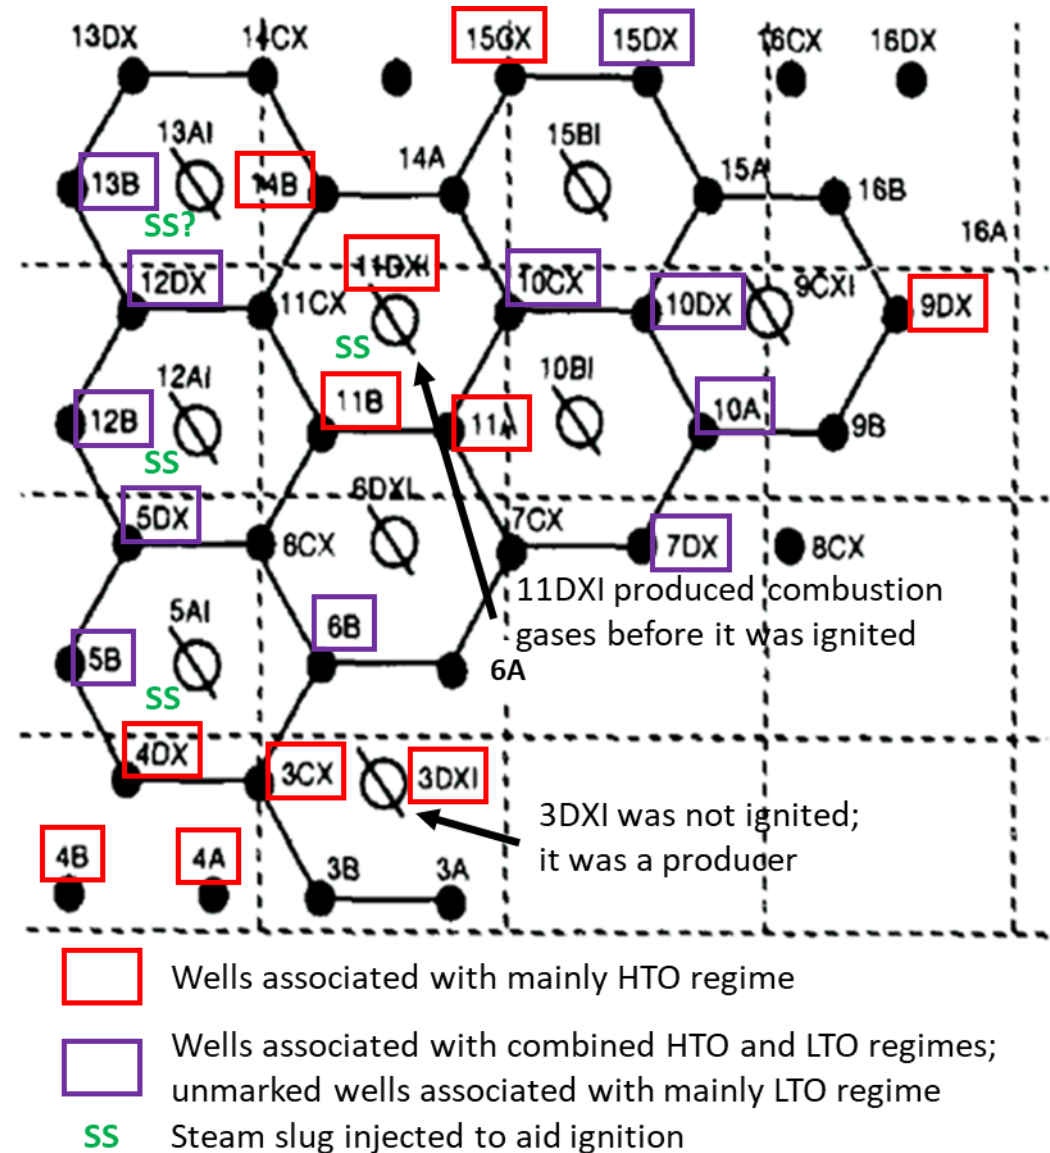 13DX 14CX 15CX 15DX 16CX 16DX
13AI 15BI
14A 15A
13B 14B 16B
SS?
16A
11DXI
12DX 10CX
11CX 10DX 9CXI 9DX
SS
12AI 10BI
11B
12B 11A 10A 9B
SS
6DXI
5DX 7CX
6CX 7DX 8CX
11DXI produced combustion
gases before it was ignited
5AI 6B
5B 6A
SS
4DX 3CX 3DXI
3DXI was not ignited;
it was a producer
4B 4A 3B 3A
Wells associated with mainly HTO regime
Wells associated with combined HTO and LTO regimes;
unmarked wells associated with mainly LTO regime
SS Steam slug injected to aid ignition